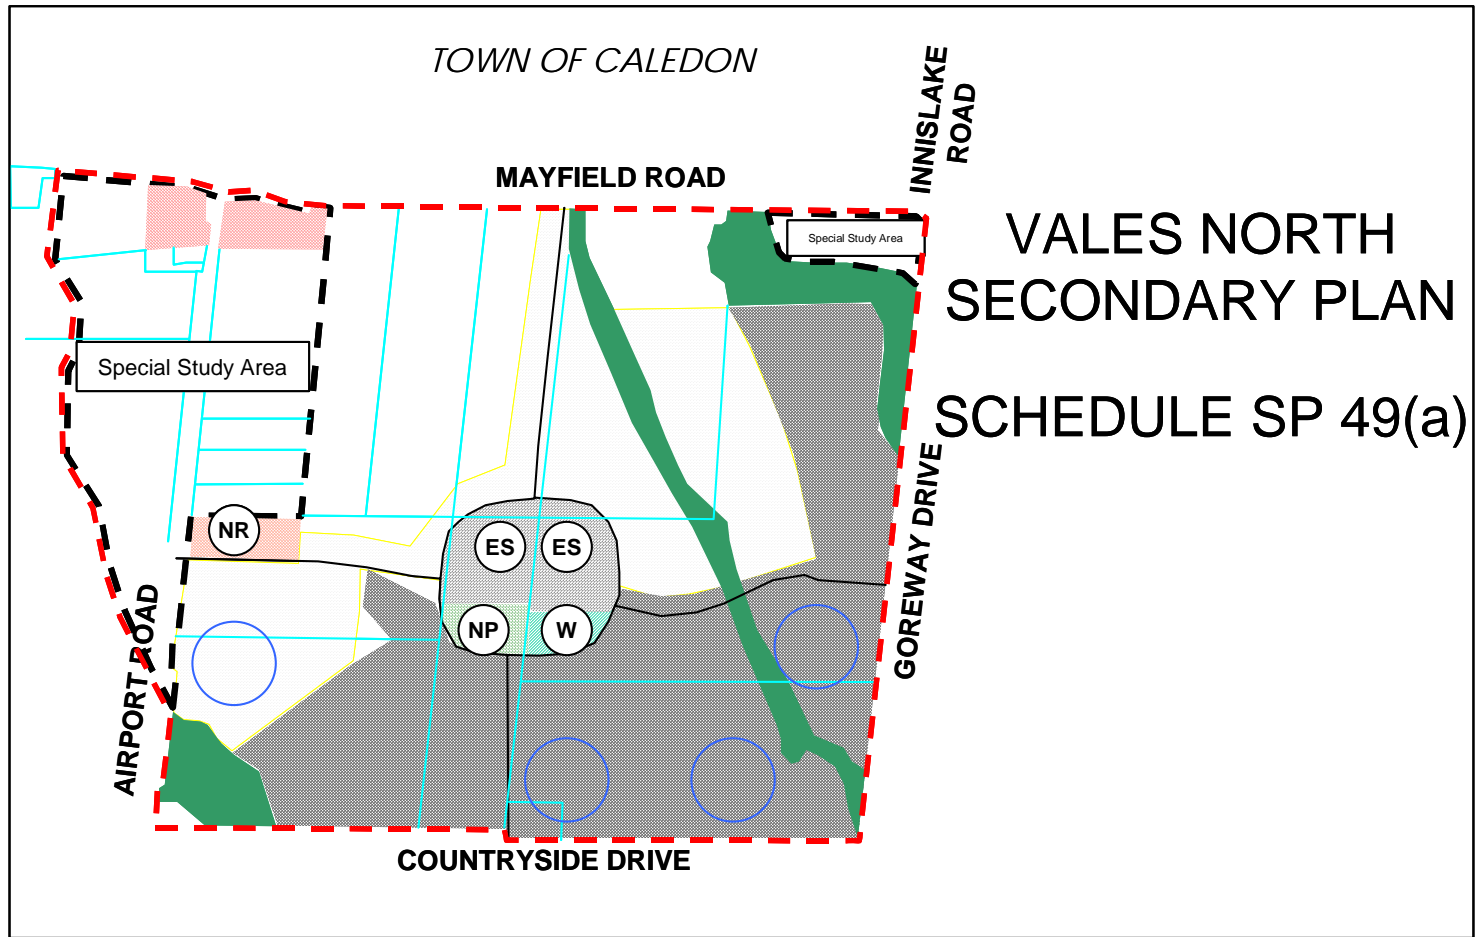 TOWN OF CALEDON
INNISLAKE
ROAD
MAYFIELD ROAD
VALES NORTH
SECONDARY PLAN
SCHEDULE SP 49(a)
Special Study Area
Special Study Area
NR
ES
ES
NP
W
AIRPORT ROAD
GOREWAY DRIVE
COUNTRYSIDE DRIVE